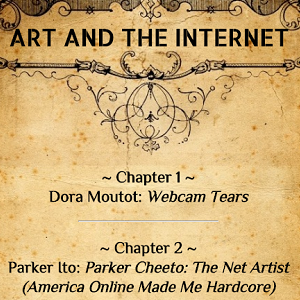 ART AND THE INTERNET
~ Chapter 1 ~
Dora Moutot: Webcam Tears
~ Chapter 2 ~
Parker Ito: Parker Cheeto: The Net Artist
(America Online Made Me Hardcore)